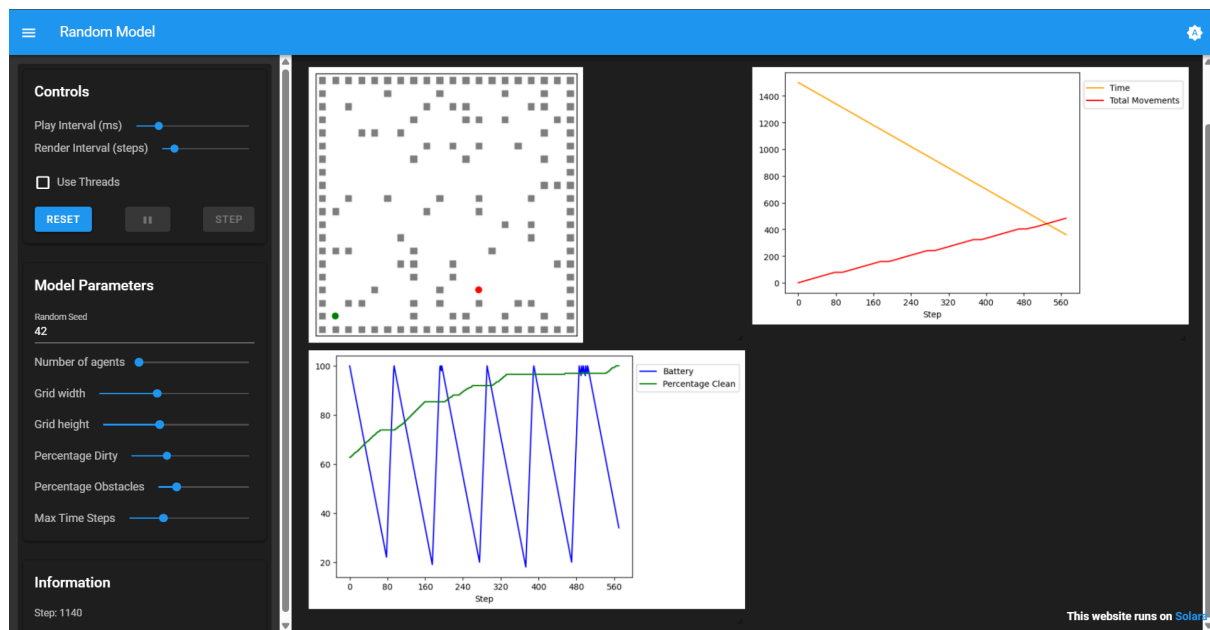 Random Model
A
Controls
Play Interval (ms)
Render Interval (steps)
Use Threads
RESET
STEP
Model Parameters
Random Seed
42
Number of agents
Grid width
Grid height
Percentage Dirty
Percentage Obstacles
Max Time Steps
Information
Step: 1140
1400
1200
1000
800
600
400
200
0
0 80 160 240 320 400 480 560
Step
Time
Total Movements
100
80
60
40
20
0 80 160 240 320 400 480 560
Step
Battery
Percentage Clean
This website runs on Solara